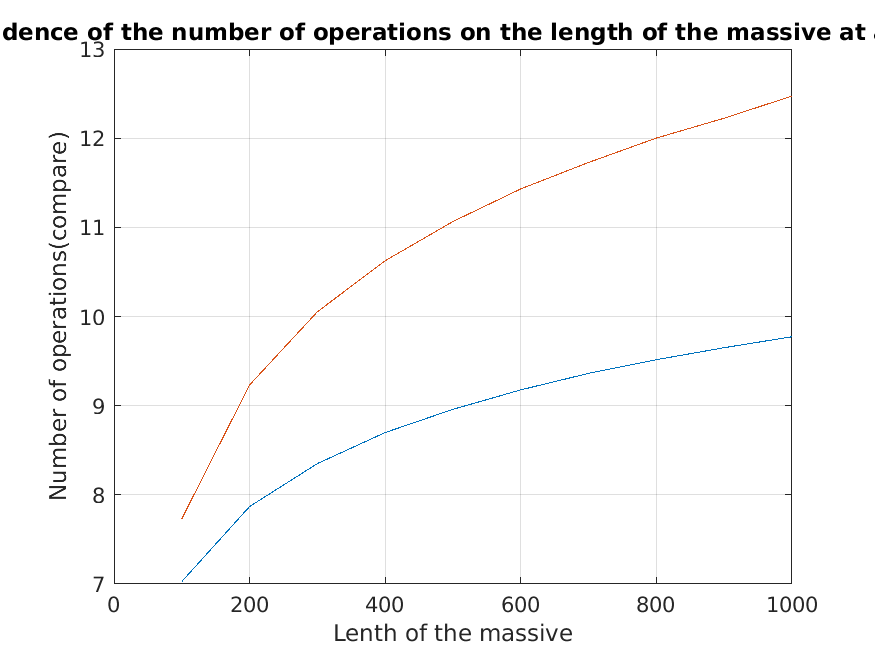 dence of the number of operations on the length of the massive at
13
12
11
10
9
8
7
Number of operations(compare)
0 200 400 600 800 1000
Lenth of the massive